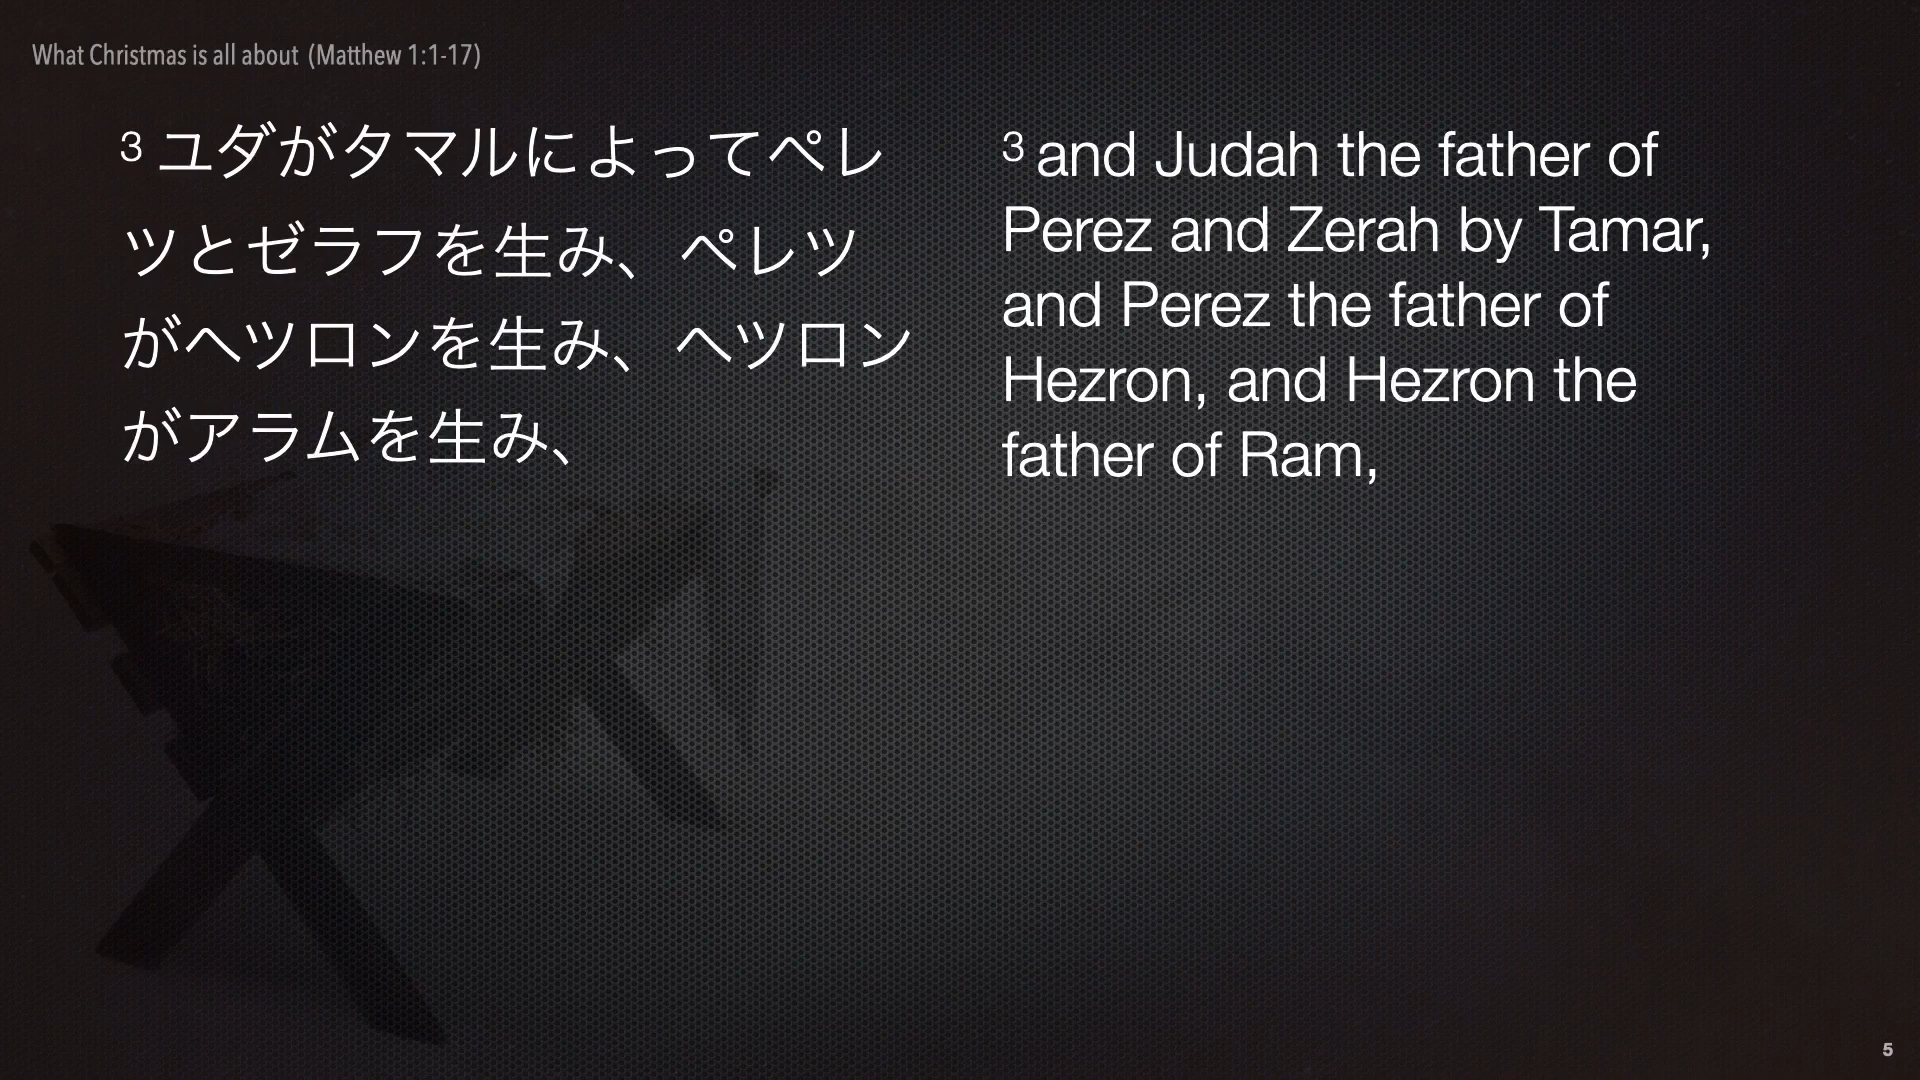 What Christmas is all about (Matthew 1:1-17)
3 ユダがタマルによってペレ
ツとゼラフを生み、ペレツ
がヘツロンを生み、ヘツロン
がアラムを生み、
3 and Judah the father of
Perez and Zerah by Tamar,
and Perez the father of
Hezron, and Hezron the
father of Ram,
5